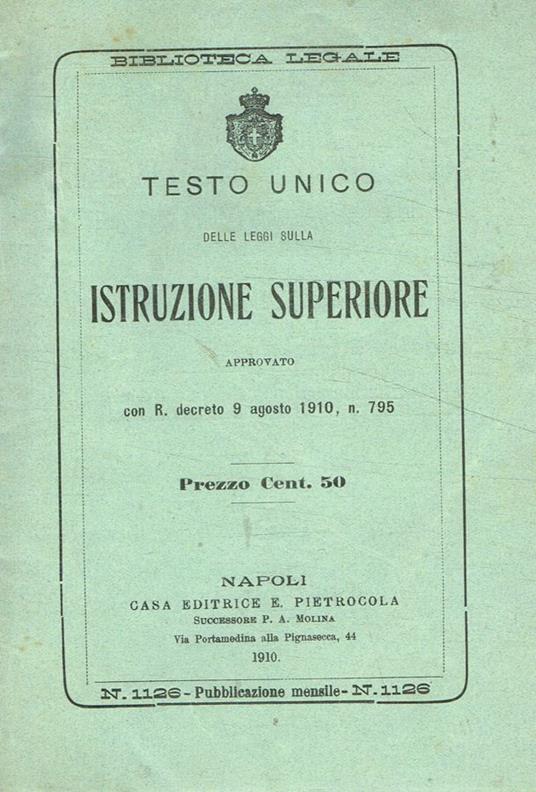 BIBLIOTECA LEGALE
TESTO UNICO
DELLE LEGGI SULLA
ISTRUZIONE SUPERIORE
APPROVATO
con R. decreto 9 agosto 1910, n. 795
Prezzo Cent. 50
NAPOLI
CASA EDITRICE E. PIETROCOLA
SUCCESSORE P. A. MOLINA
Via Portamedina alla Pignasecca, 44
1910.
N. 1126 - Pubblicazione mensile - N. 1126